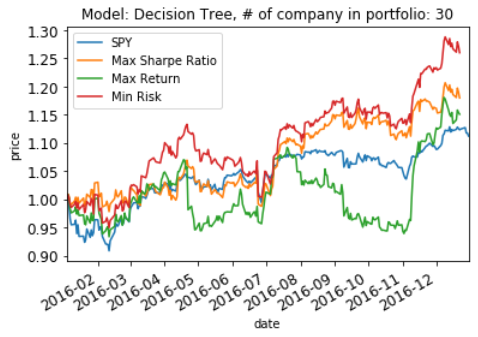 Model: Decision Tree, # of company in portfolio: 30
SPY
Max Sharpe Ratio
Max Return
Min Risk
price
1.30
1.25
1.20
1.15
1.10
1.05
1.00
0.95
0.90
2016-02
2016-03
2016-04
2016-05
2016-06
2016-07
2016-08
2016-09
2016-10
2016-11
2016-12
date